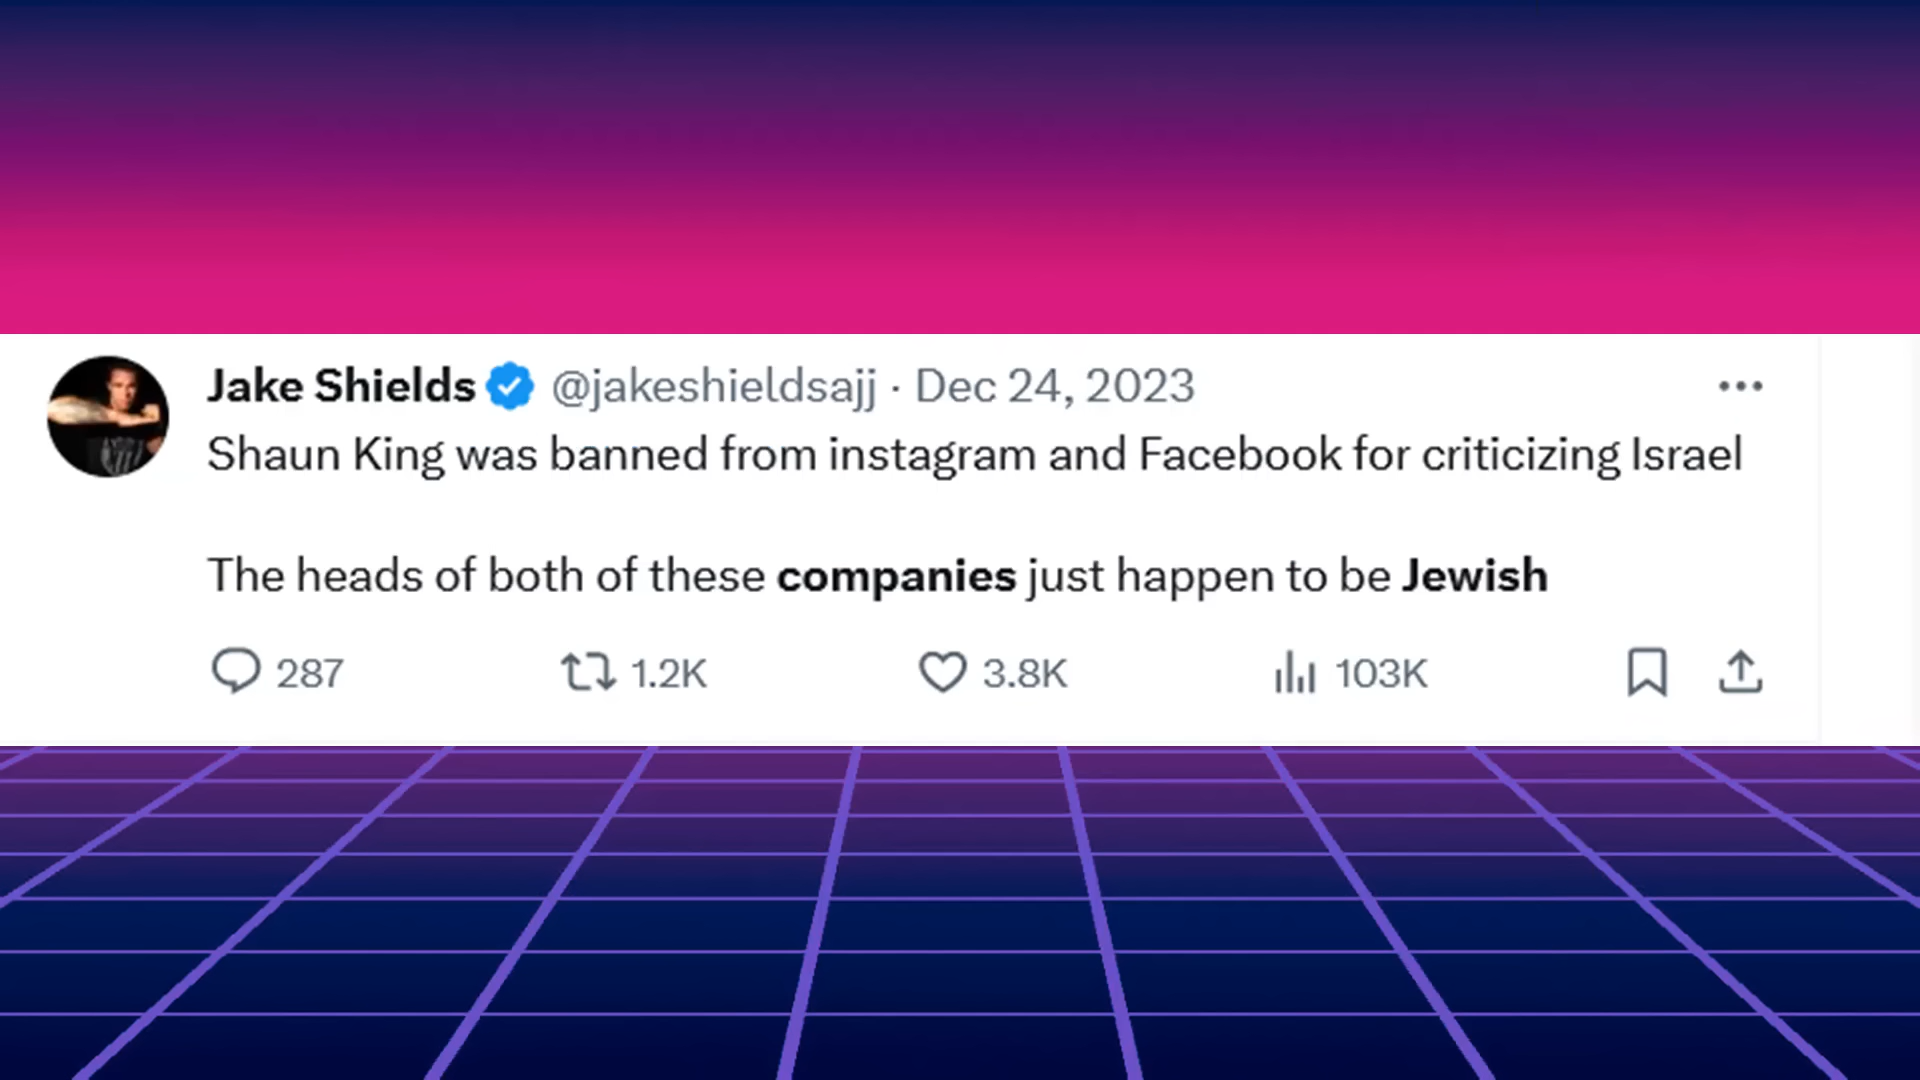 Jake Shields @jakeshieldsajj · Dec 24, 2023
Shaun King was banned from instagram and Facebook for criticizing Israel
The heads of both of these companies just happen to be Jewish
287 1.2K 3.8K 103K